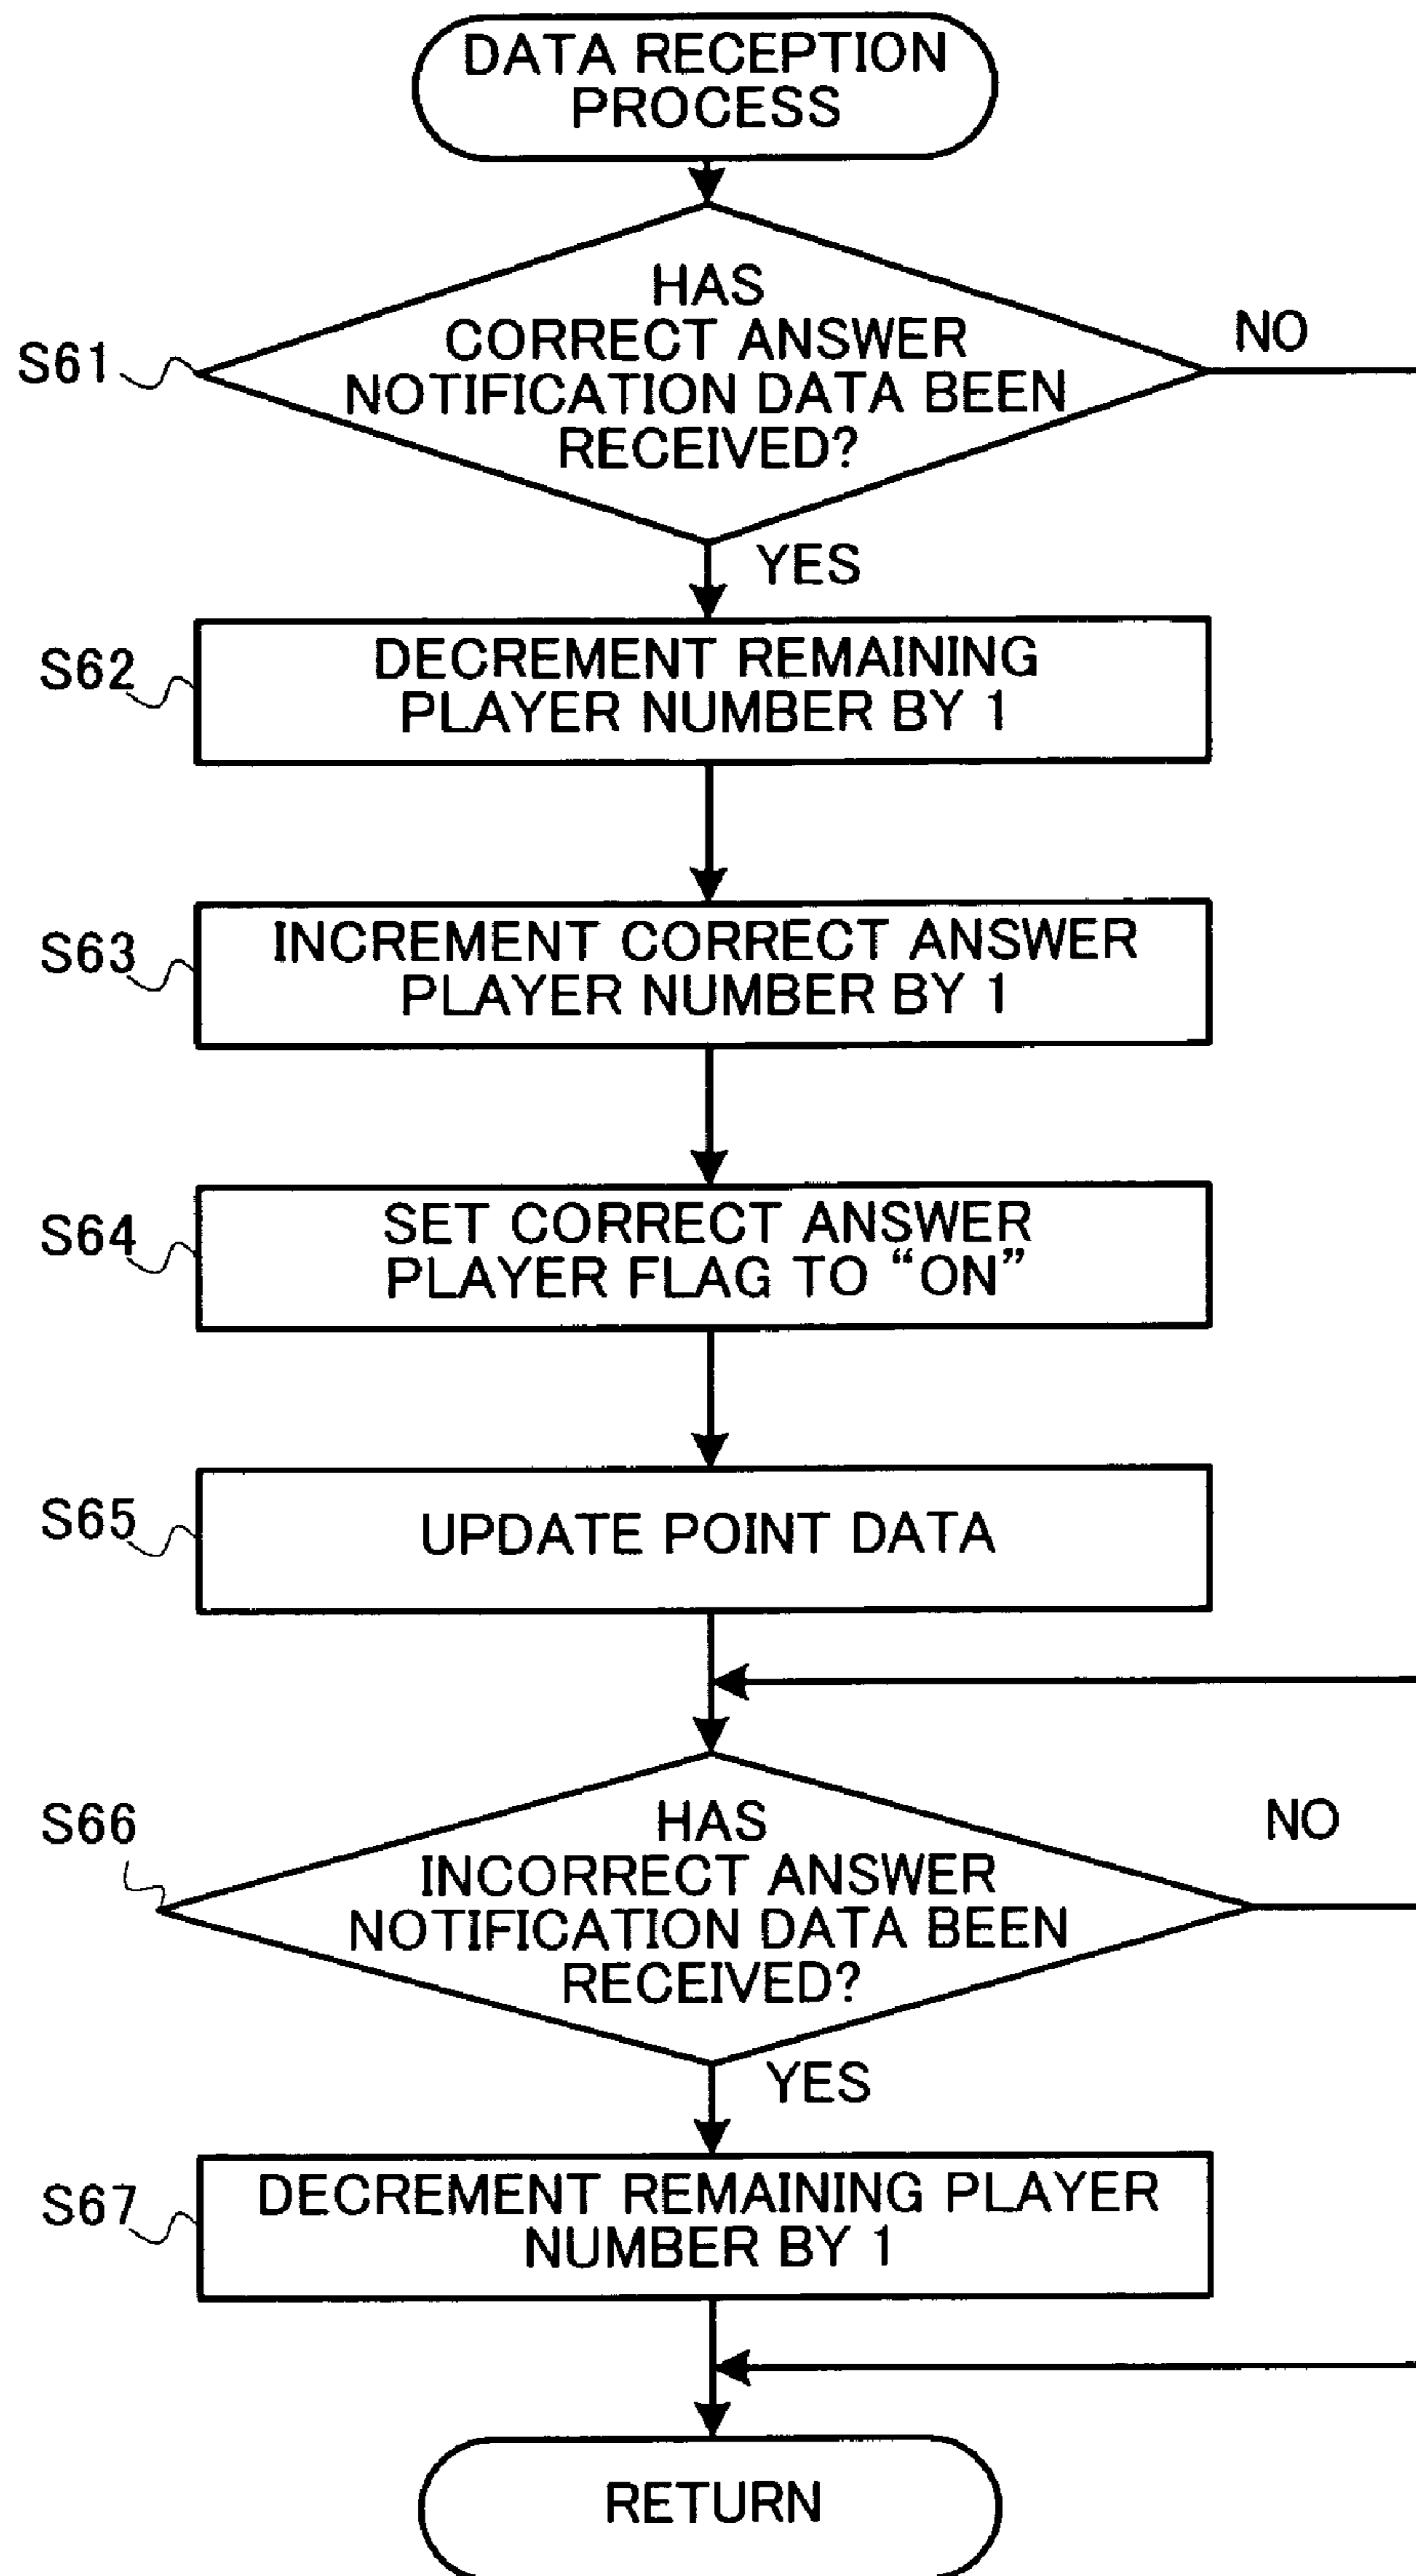 DATA RECEPTION
PROCESS
S61
HAS
CORRECT ANSWER
NOTIFICATION DATA BEEN
RECEIVED?
NO
YES
S62
DECREMENT REMAINING
PLAYER NUMBER BY 1
S63
INCREMENT CORRECT ANSWER
PLAYER NUMBER BY 1
S64
SET CORRECT ANSWER
PLAYER FLAG TO “ON”
S65
UPDATE POINT DATA
S66
HAS
INCORRECT ANSWER
NOTIFICATION DATA BEEN
RECEIVED?
NO
YES
S67
DECREMENT REMAINING PLAYER
NUMBER BY 1
RETURN